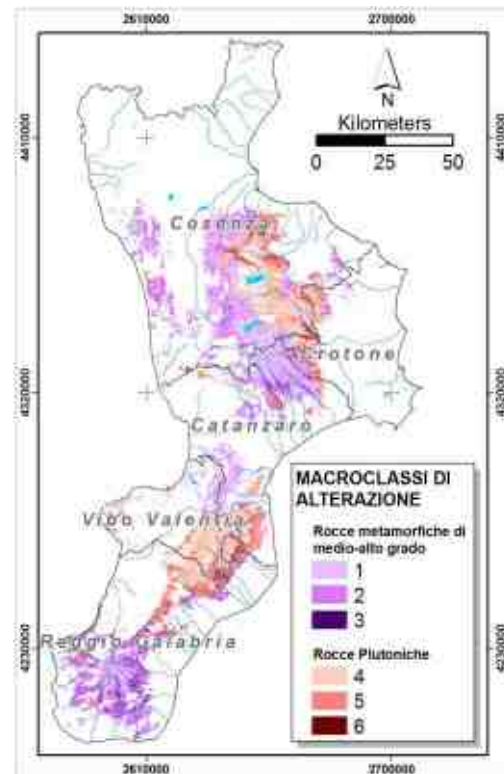 2610000 2700000
N
Kilometers
0 25 50
4410000 4410000
Cosenza
Crotone
4320000 4320000
Catanzaro
MACROCLASSI DI
ALTERAZIONE
Vibo Valentia
Rocce metamorfiche di
medio-alto grado
1
2
3
Reggio Calabria
4230000 4230000
Rocce Plutoniche
4
5
6
2610000 2700000